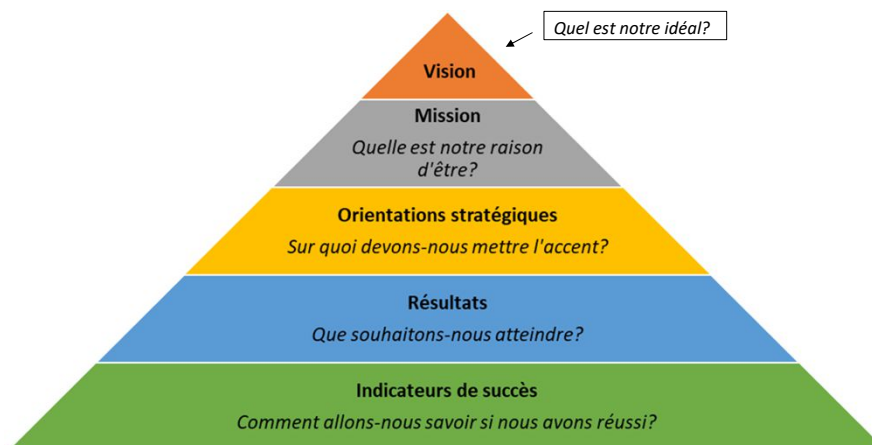 Quel est notre idéal?
Vision
Mission
Quelle est notre raison
d'être?
Orientations stratégiques
Sur quoi devons-nous mettre l'accent?
Résultats
Que souhaitons-nous atteindre?
Indicateurs de succès
Comment allons-nous savoir si nous avons réussi?